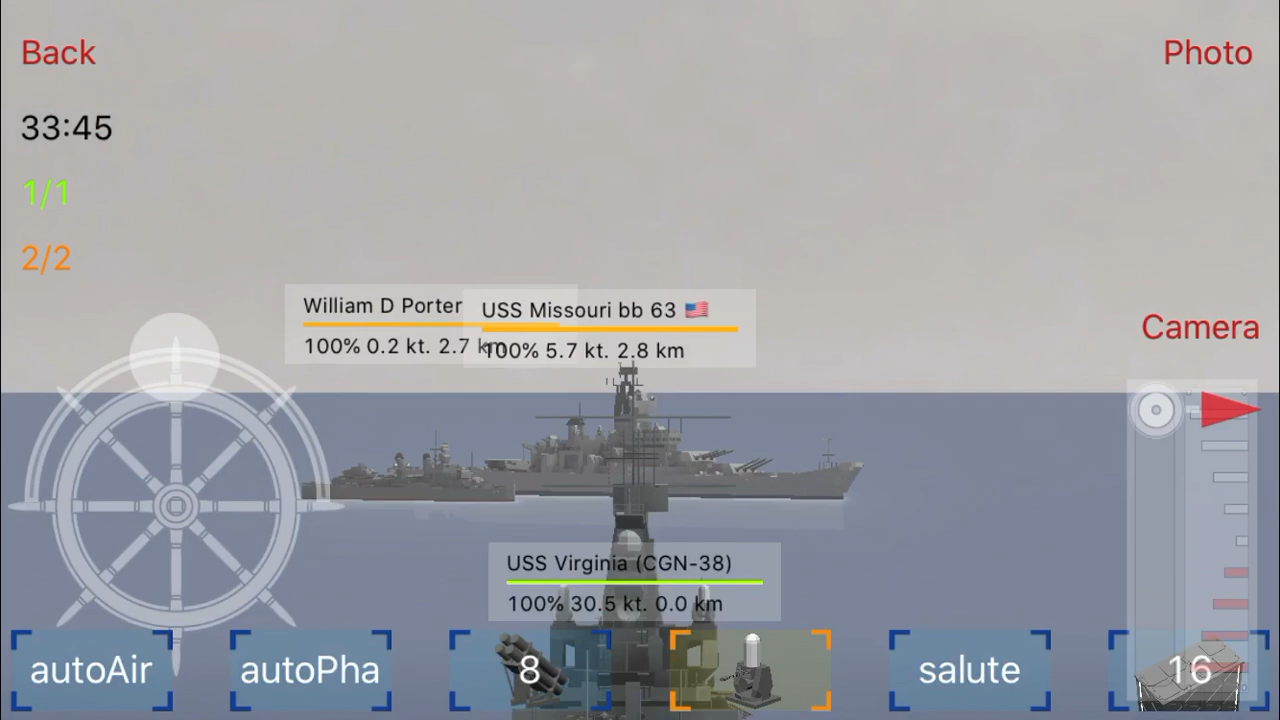 Back
Photo
33:45
1/1
2/2
William D Porter
100% 0.2 kt. 2.7 km
USS Missouri bb 63 🇺🇸
100% 5.7 kt. 2.8 km
Camera
USS Virginia (CGN-38)
100% 30.5 kt. 0.0 km
autoAir
autoPha
8
salute
16